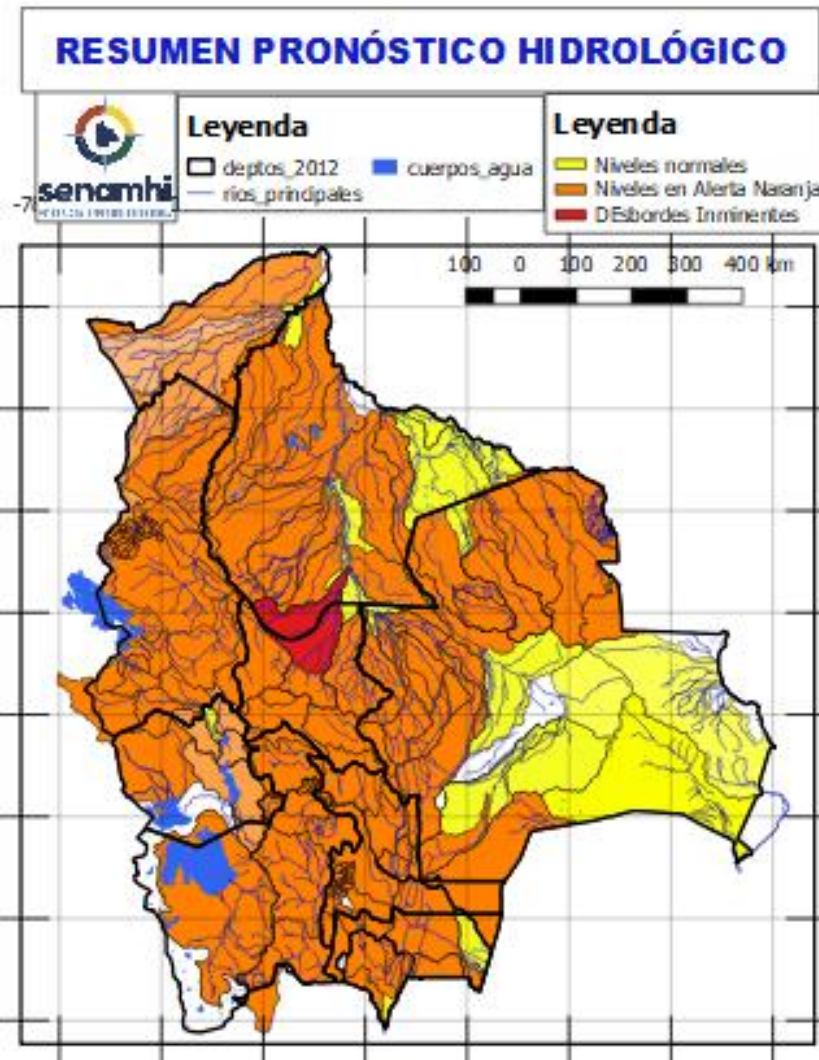 RESUMEN PRONÓSTICO HIDROLÓGICO
senamhi
Leyenda
deptos_2012
cuerpos_agua
rios_principales
Leyenda
Niveles normales
Niveles en Alerta Naranja
DEsbordes Inminentes
100 0 100 200 300 400 km